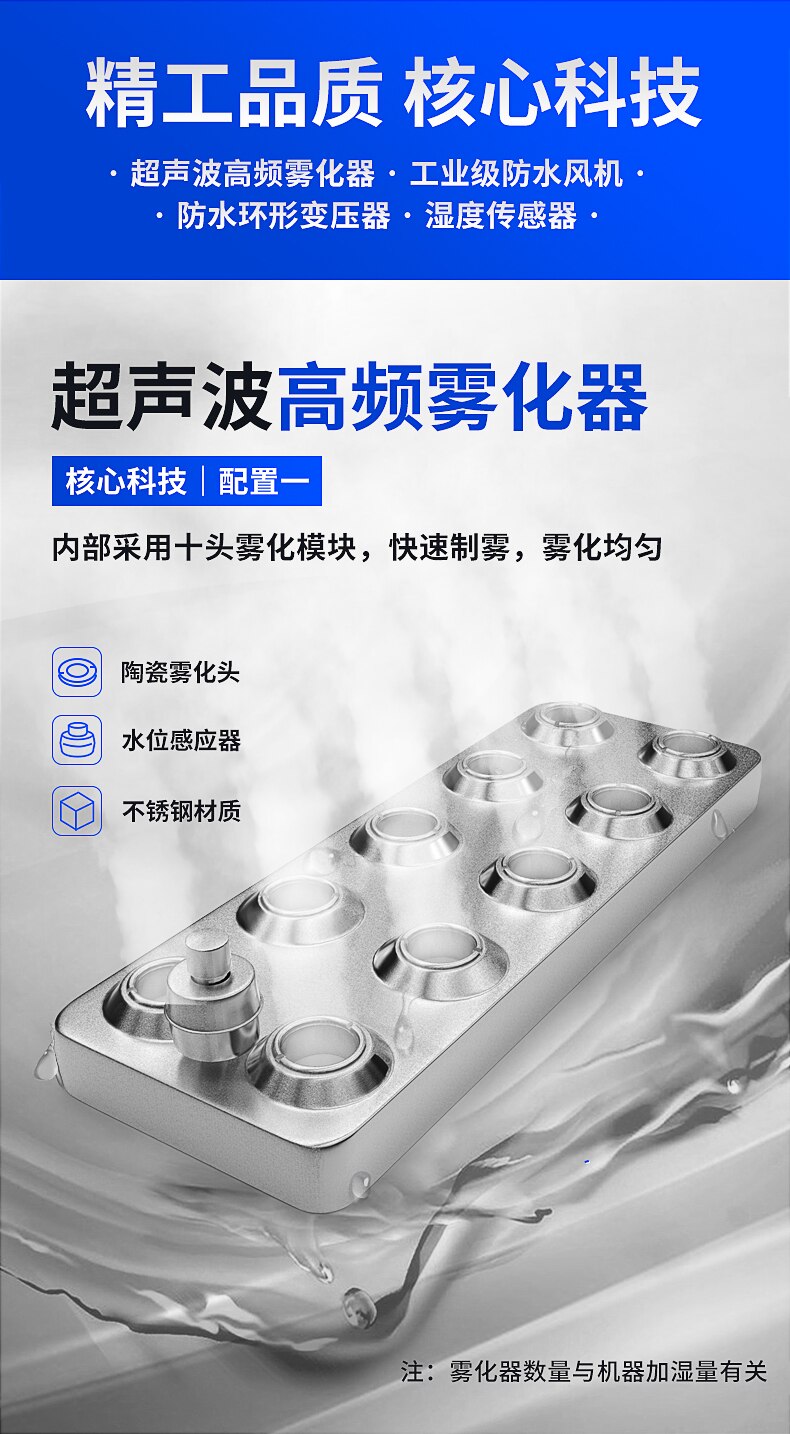 精工品质 核心科技
· 超声波高频雾化器 · 工业级防水风机 ·
· 防水环形变压器 · 湿度传感器 ·
超声波高频雾化器
核心科技｜配置一
内部采用十头雾化模块，快速制雾，雾化均匀
陶瓷雾化头
水位感应器
不锈钢材质
注：雾化器数量与机器加湿量有关